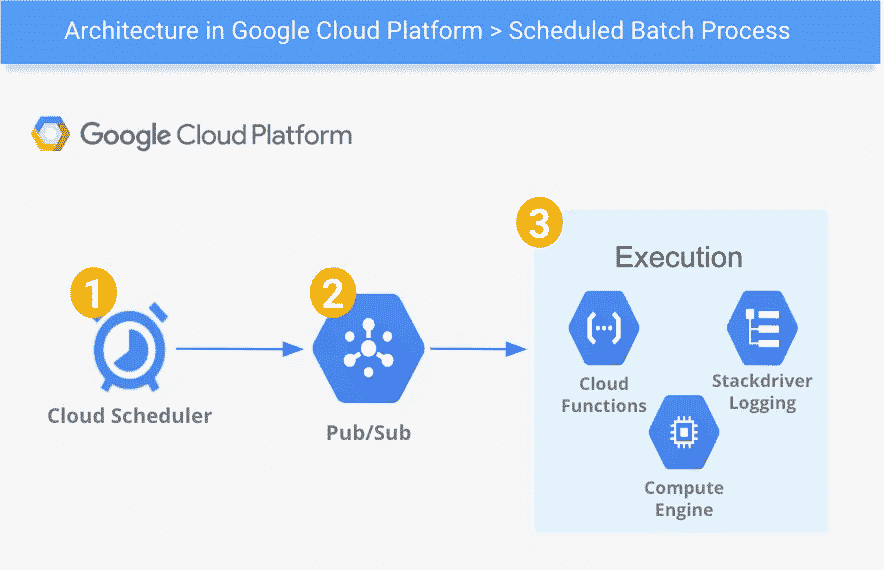 Architecture in Google Cloud Platform > Scheduled Batch Process
Google Cloud Platform
1
Cloud Scheduler
2
Pub/Sub
3
Execution
Cloud
Functions
Stackdriver
Logging
Compute
Engine